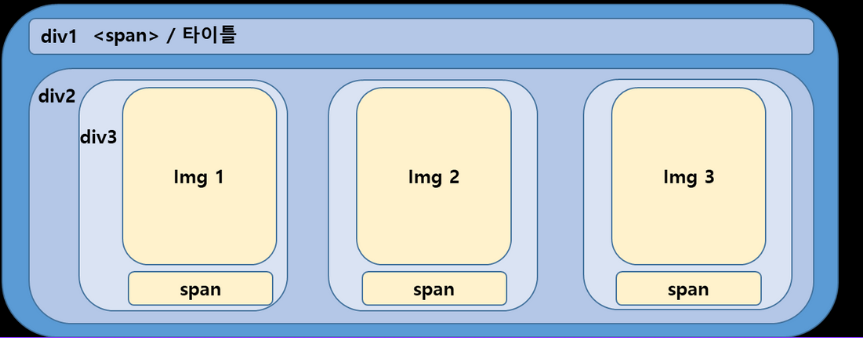 div1 <span> / 타이틀
div2
div3
Img 1
Img 2
Img 3
span
span
span